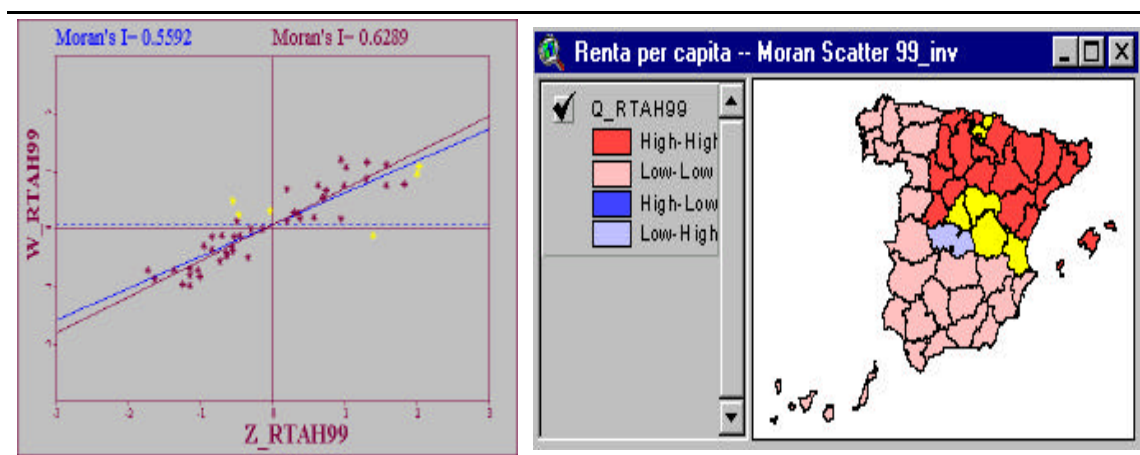 Moran's I= 0.5592 Moran's I= 0.6289
W_RTAH99
-3 -2 -1 0 1 2 3
Z_RTAH99
Renta per capita -- Moran Scatter 99_inv
Q_RTAH99
High-High
Low-Low
High-Low
Low-High